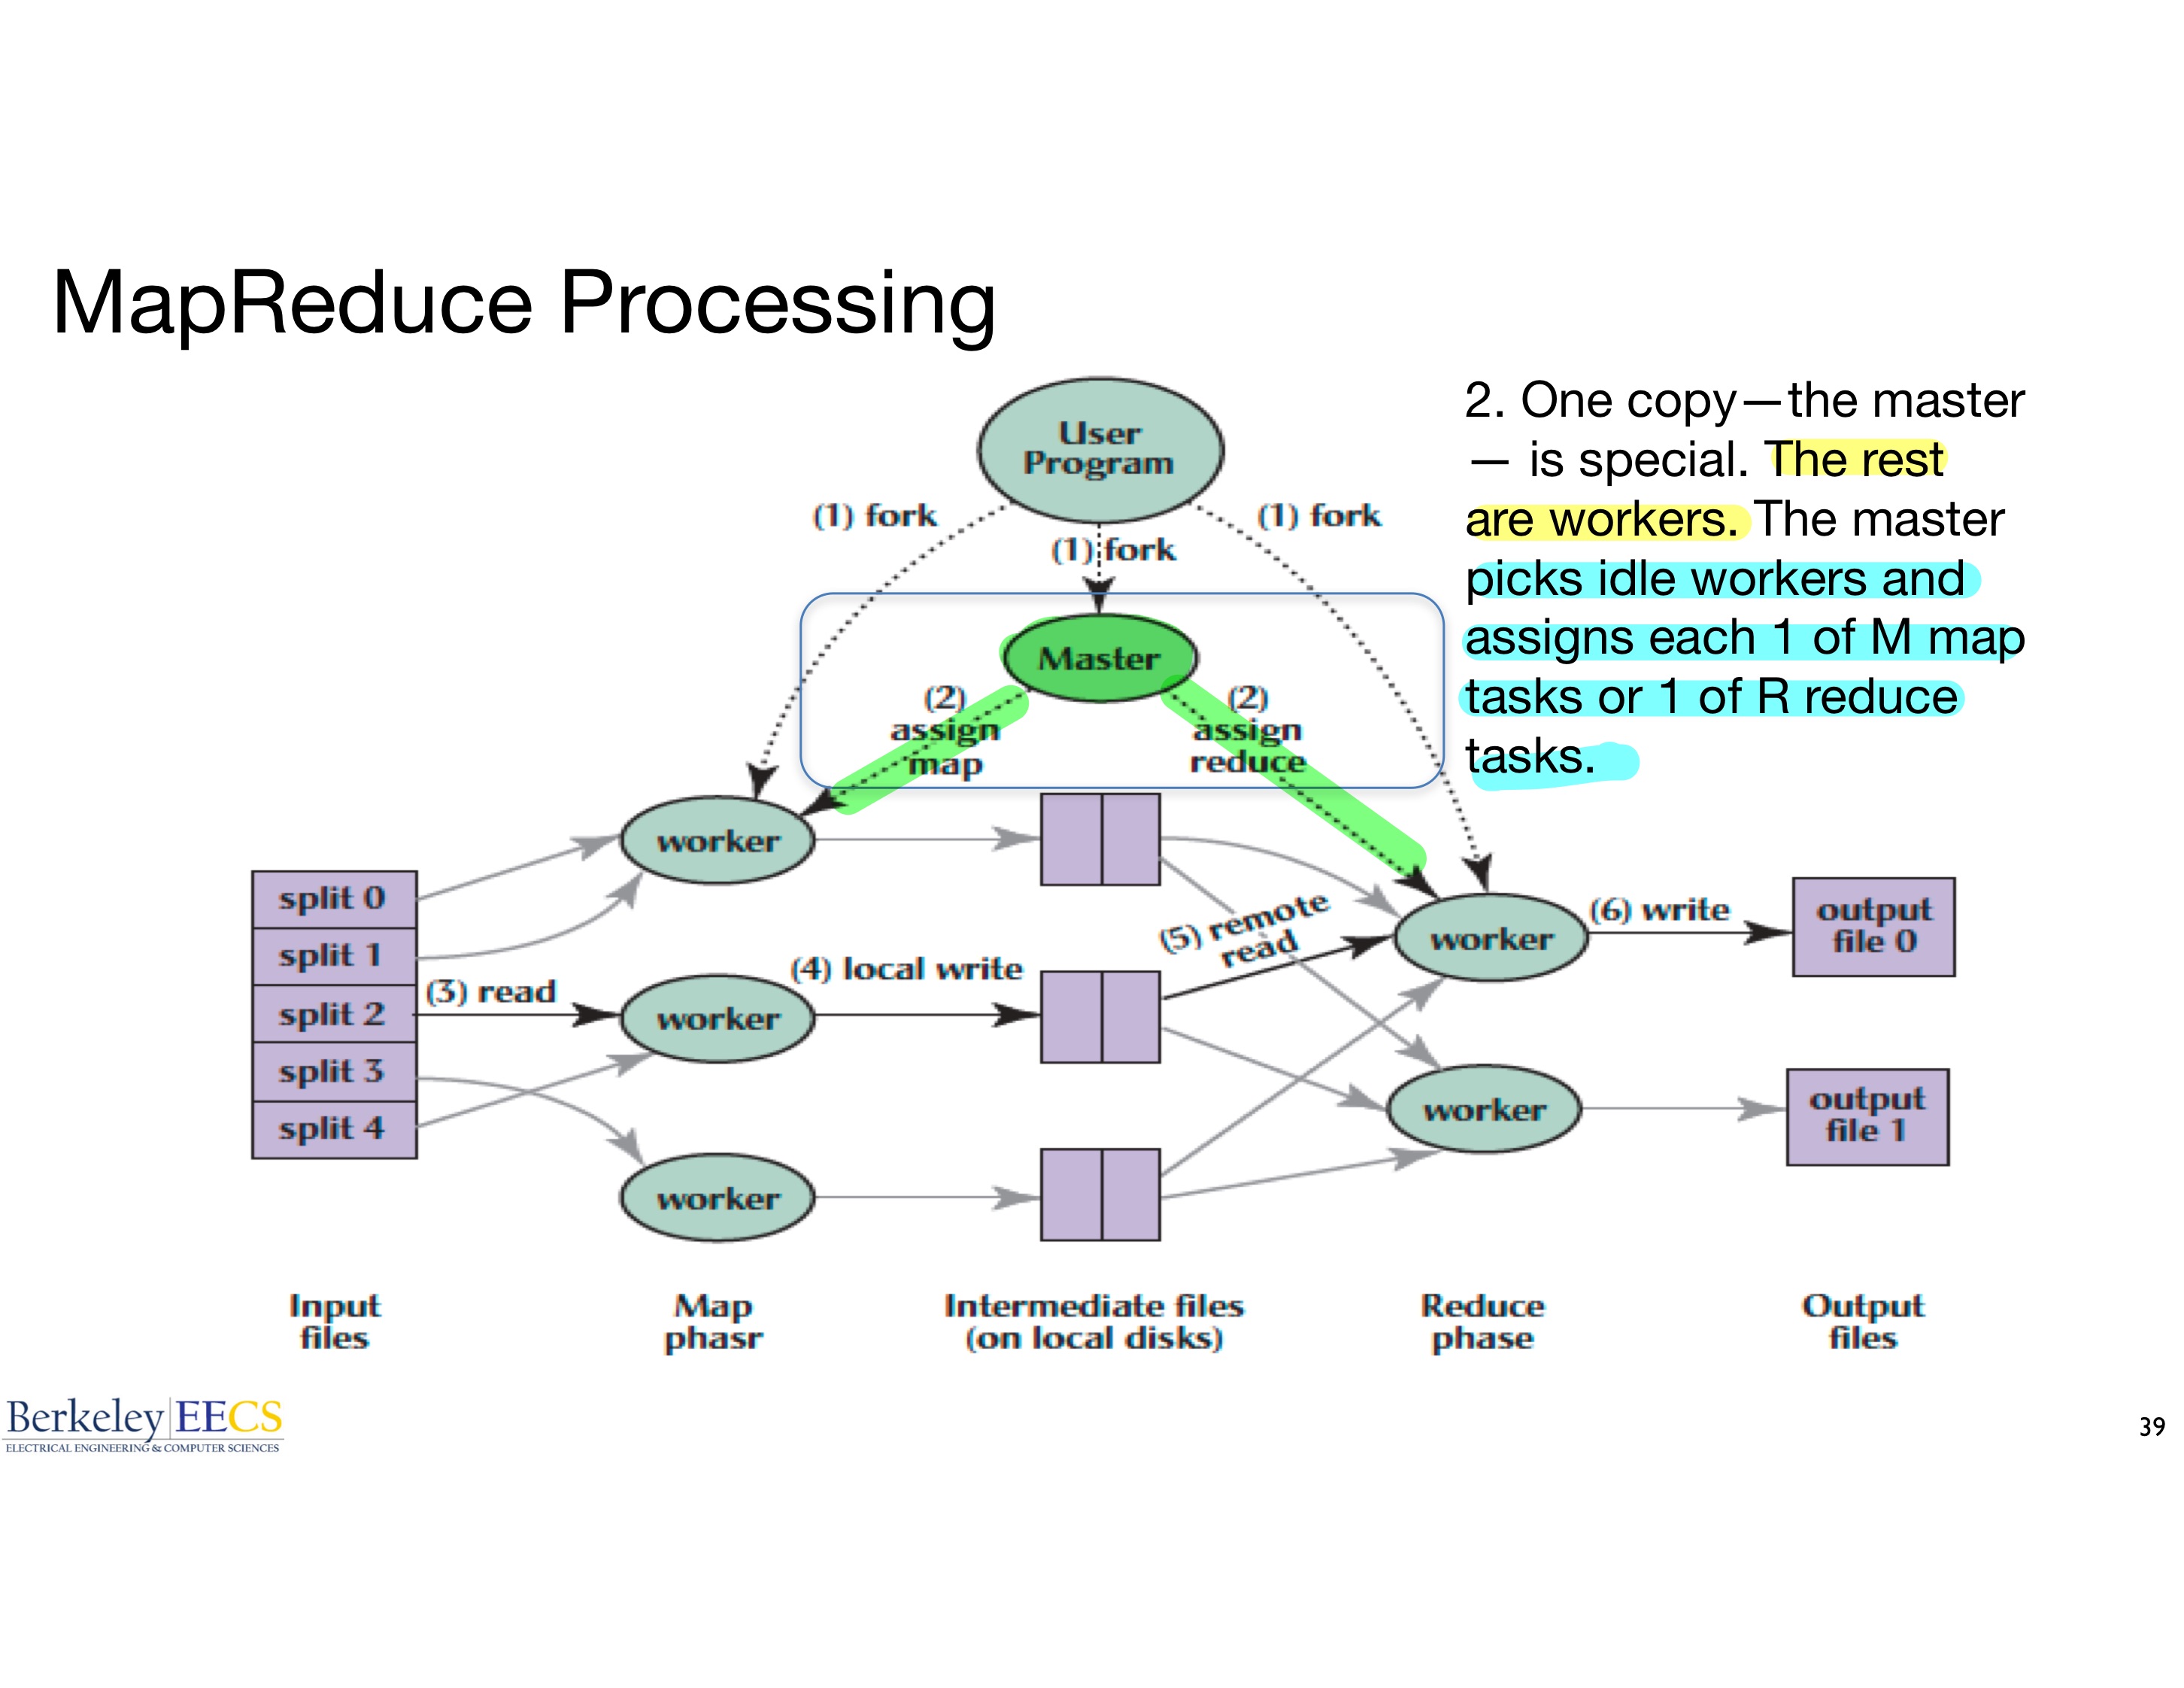 MapReduce Processing
2. One copy—the master
— is special. The rest
are workers. The master
picks idle workers and
assigns each 1 of M map
tasks or 1 of R reduce
tasks.
User
Program
(1) fork
(1) fork
(1) fork
Master
(2)
assign
map
(2)
assign
reduce
worker
split 0
split 1
split 2
split 3
split 4
(3) read
worker
(4) local write
worker
(5) remote
read
worker
(6) write
output
file 0
worker
output
file 1
Input
files
Map
phasr
Intermediate files
(on local disks)
Reduce
phase
Output
files
Berkeley EECS
ELECTRICAL ENGINEERING & COMPUTER SCIENCES
39